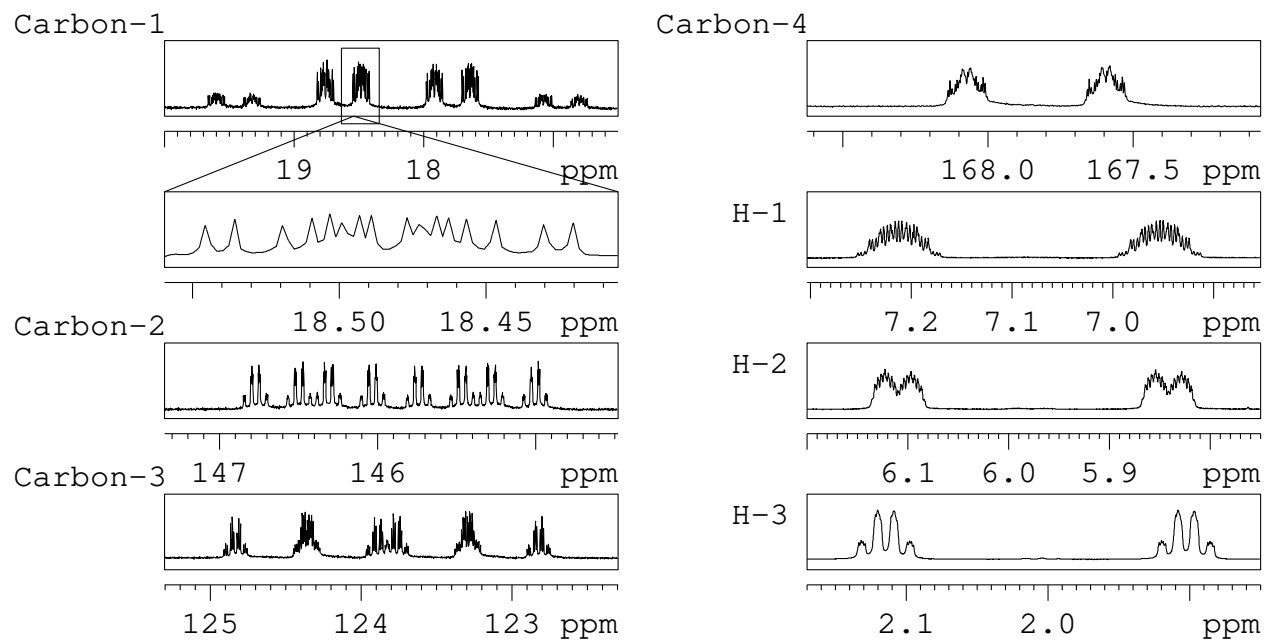 Carbon-1
19 18 ppm
18.50 18.45 ppm
Carbon-2
147 146 ppm
Carbon-3
125 124 123 ppm
Carbon-4
168.0 167.5 ppm
H-1
7.2 7.1 7.0 ppm
H-2
6.1 6.0 5.9 ppm
H-3
2.1 2.0 ppm